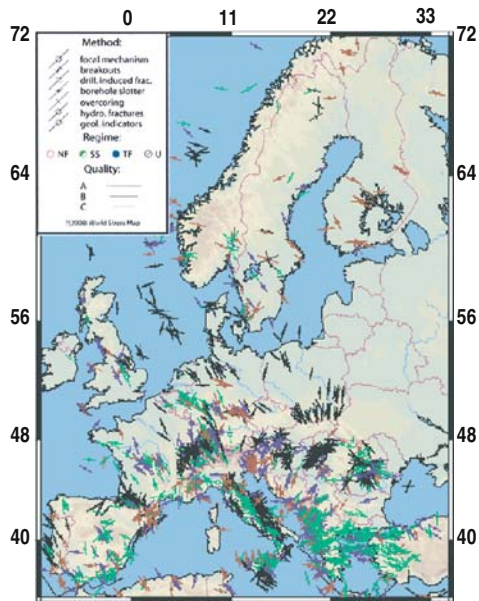 0 11 22 33
72 72
Method:
focal mechanism
breakouts
drill. induced frac.
borehole slotter
overcoring
hydro. fractures
geol. indicators
Regime:
NF SS TF U
Quality:
A
B
C
World Stress Map
64 64
56 56
48 48
40 40